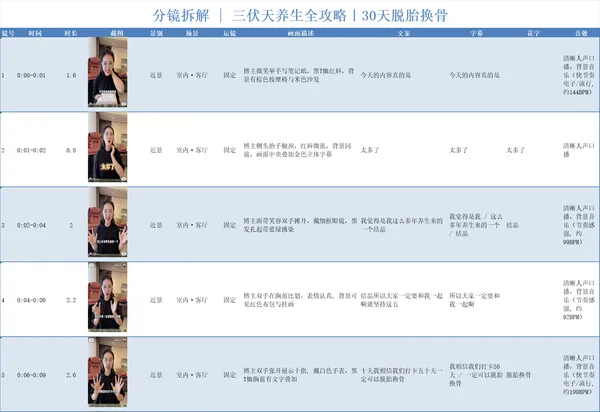 分镜拆解 | 三伏天养生全攻略丨30天脱胎换骨
镜号 时间 时长 截图 景别 场景 运镜 画面描述 文案 字幕 花字 音效
1 0:00-0:01 1.6 近景 室内·客厅 固定 博主微笑举手写笔记纸，黑T恤红唇，背景有棕色按摩椅与米色沙发 今天的内容真的是 今天的内容真的是 清晰人声口播，背景音乐（快节奏电子/流行，约144BPM）
2 0:01-0:02 0.8 近景 室内·客厅 固定 博主侧头抬手触颈，红唇微张，背景同前，画面中央叠加金色立体字幕 太多了 太多了 太多了 清晰人声口播
太多了
3 0:02-0:04 2 近景 室内·客厅 固定 博主面带笑容双手摊开，戴细框眼镜，黑发扎起带蓝绿挑染 我觉得是我这么多年养生来的一个结晶 我觉得是我 / 这么多年养生来的一个 / 结晶 结晶 清晰人声口播，背景音乐（节奏感强，约99BPM）
4 0:04-0:06 2.2 近景 室内·客厅 固定 博主双手在胸前比划，表情认真，背景可见红色布包与挂画 结晶所以大家一定要和我一起啊就坚持这五 所以大家一定要和我一起啊 清晰人声口播，背景音乐（节奏感强，约92BPM）
5 0:06-0:09 2.6 近景 室内·客厅 固定 博主双手张开展示十指，戴白色手表，黑T恤胸前有文字叠加 十天我相信我们打卡五十天一定可以脱胎换骨 我相信我们打卡50天 / 一定可以脱胎换骨 脱胎换骨 清晰人声口播，背景音乐（快节奏电子/流行，约199BPM）